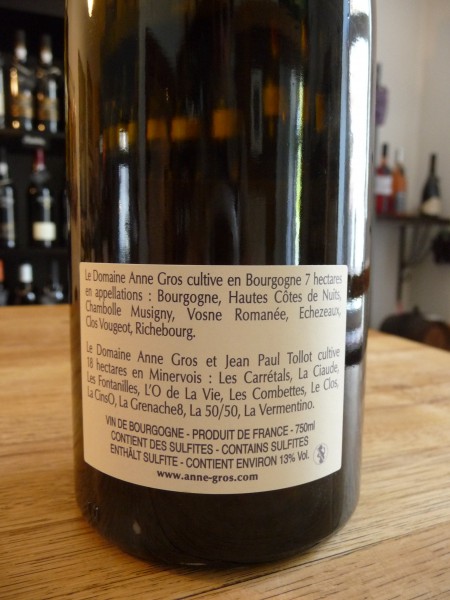 Le Domaine Anne Gros cultive en Bourgogne 7 hectares
en appellations : Bourgogne, Hautes Côtes de Nuits,
Chambolle Musigny, Vosne Romanée, Echezeaux,
Clos Vougeot, Richebourg.
Le Domaine Anne Gros et Jean Paul Tollot cultive
18 hectares en Minervois : Les Carrétals, La Ciaude,
Les Fontanilles, L'O de La Vie, Les Combettes, Le Clos,
La CinsO, La Grenache8, La 50/50, La Vermentino.
VIN DE BOURGOGNE - PRODUIT DE FRANCE - 750ml
CONTIENT DES SULFITES - CONTAINS SULFITES
ENTHÄLT SULFITE - CONTIENT ENVIRON 13% Vol.
www.anne-gros.com